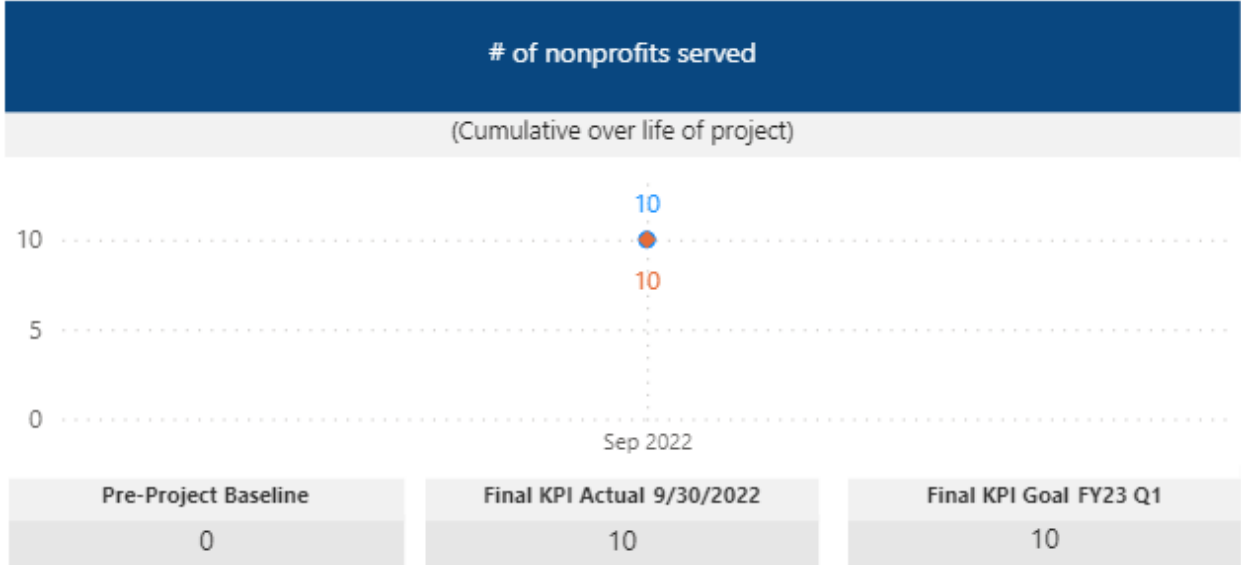 # of nonprofits served
(Cumulative over life of project)
10
10
10
5
0
Sep 2022
Pre-Project Baseline
0
Final KPI Actual 9/30/2022
10
Final KPI Goal FY23 Q1
10